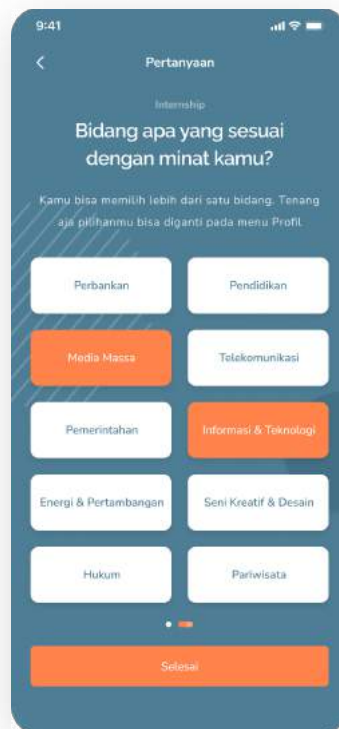 9:41
Pertanyaan
Internship
Bidang apa yang sesuai
dengan minat kamu?
Kamu bisa memilih lebih dari satu bidang. Tenang
aja pilihanmu bisa diganti pada menu Profil
Perbankan
Pendidikan
Media Massa
Telekomunikasi
Pemerintahan
Informasi & Teknologi
Energi & Pertambangan
Seni Kreatif & Desain
Hukum
Pariwisata
Selesai